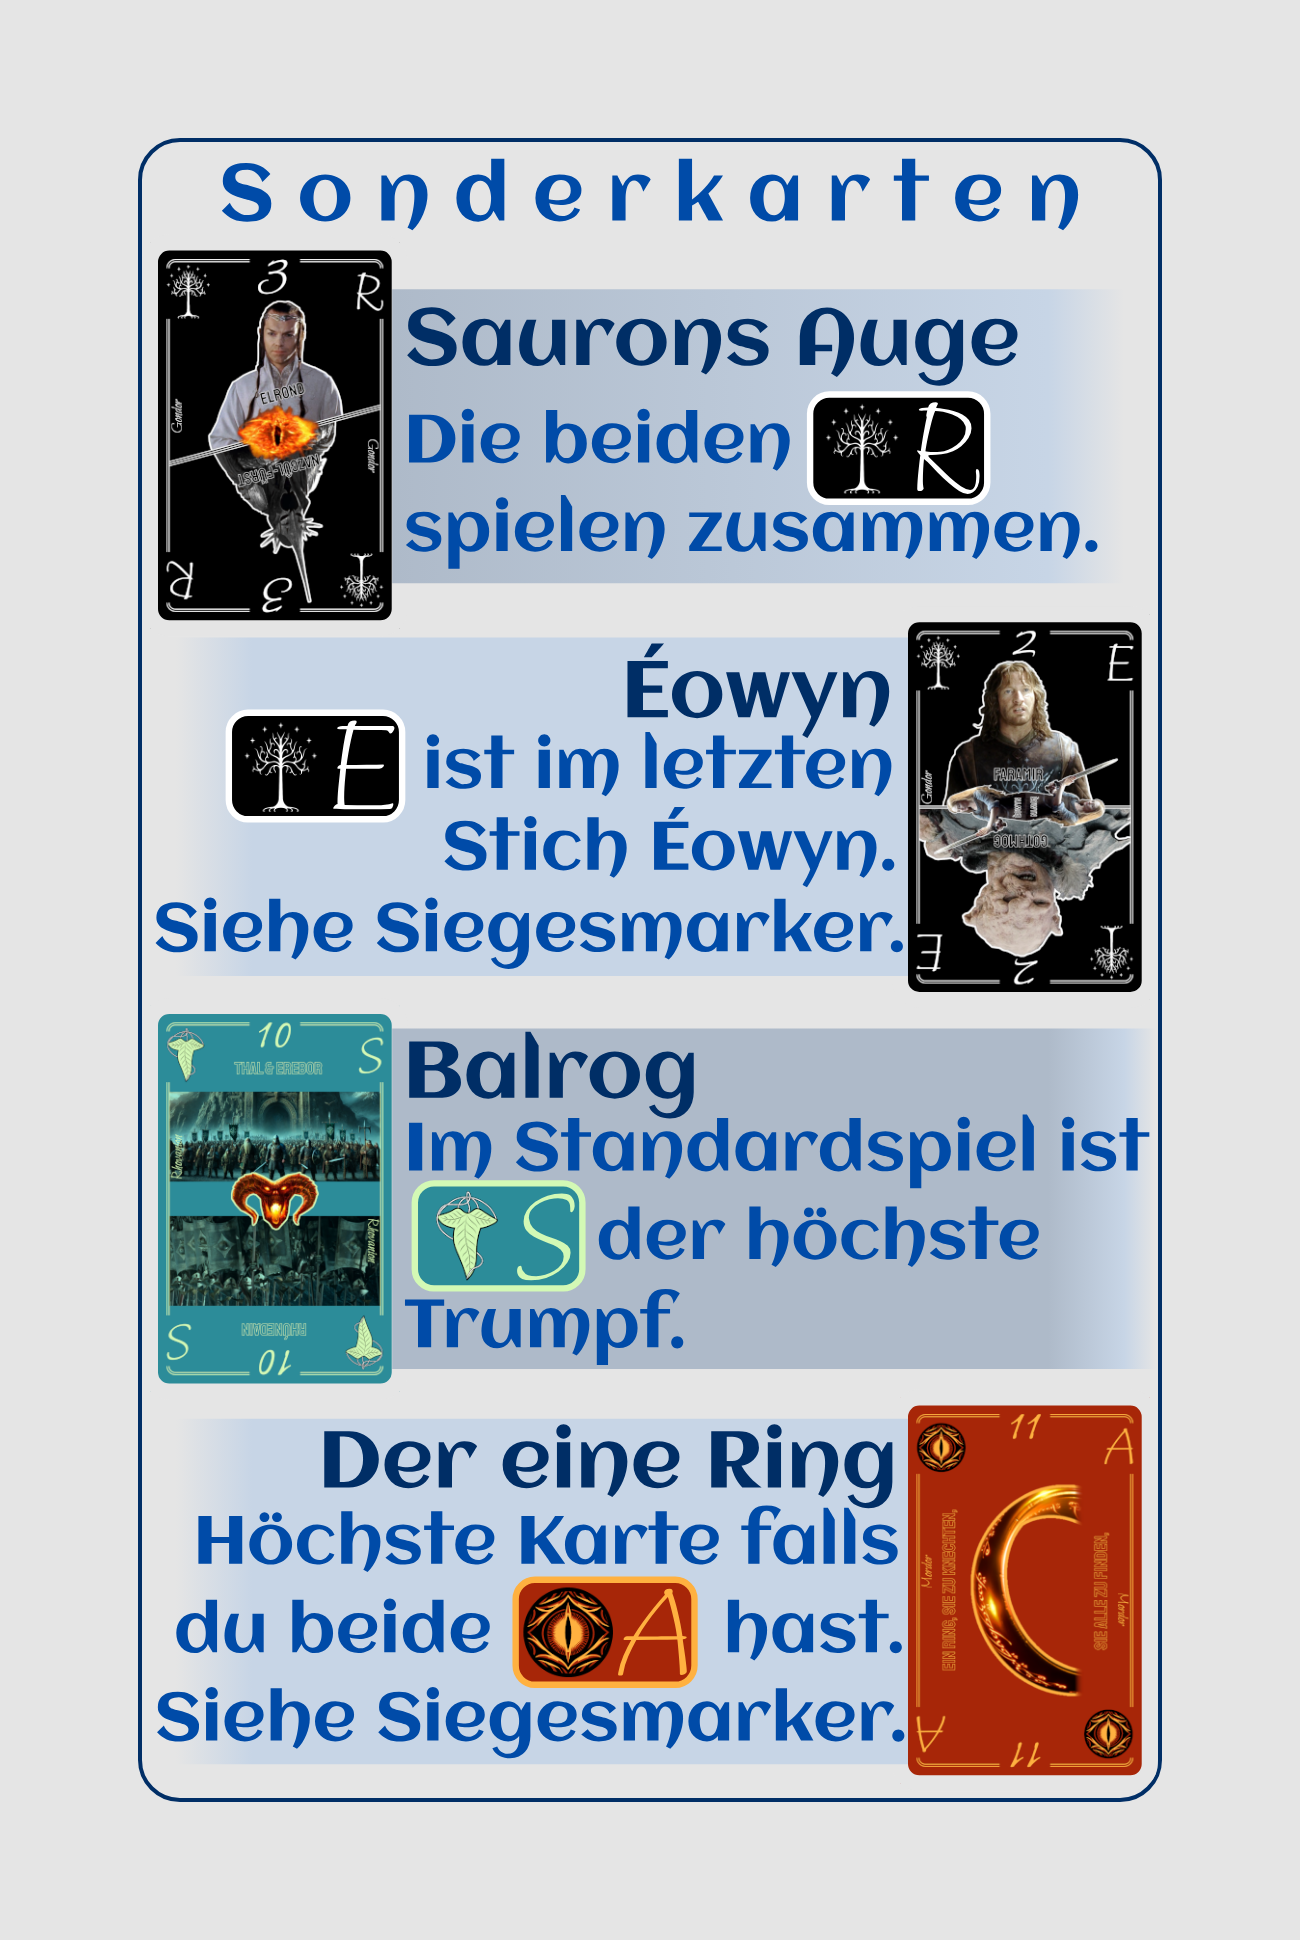 Sonderkarten
3
R
ELROND
NAZGÛL-FÜRST
Gondor
Gondor
R
3
Saurons Auge
Die beiden R
spielen zusammen.
Éowyn
E ist im letzten
Stich Éowyn.
Siehe Siegesmarker.
2
E
FARAMIR
GOTHMOG
Gondor
E
2
10
S
THAL & EREBOR
Rhovanion
Rhovanion
RHÛNEDAIN
S
10
Balrog
Im Standardspiel ist
S der höchste
Trumpf.
Der eine Ring
Höchste Karte falls
du beide A hast.
Siehe Siegesmarker.
11
A
EIN RING, SIE ZU KNECHTEN,
SIE ALLE ZU FINDEN,
Mordor
Mordor
A
11